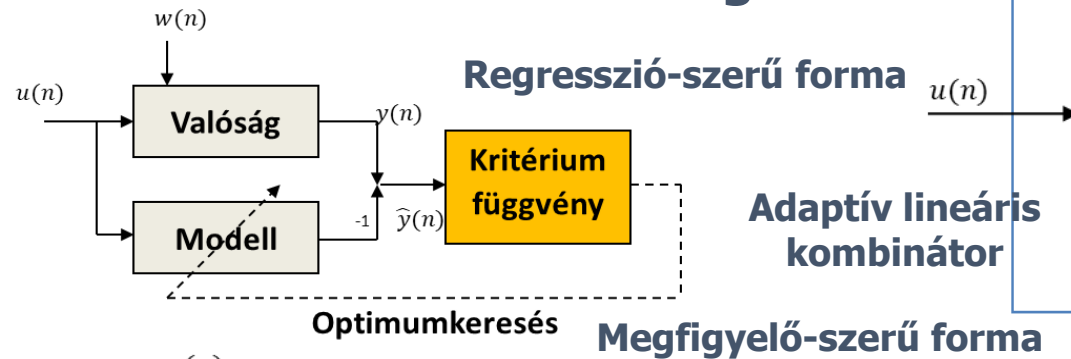 w(n)
u(n)
Valóság
y(n)
Regresszió-szerű forma
u(n)
Kritérium
függvény
Modell
-1
ŷ(n)
Adaptív lineáris
kombinátor
Optimumkeresés
Megfigyelő-szerű forma